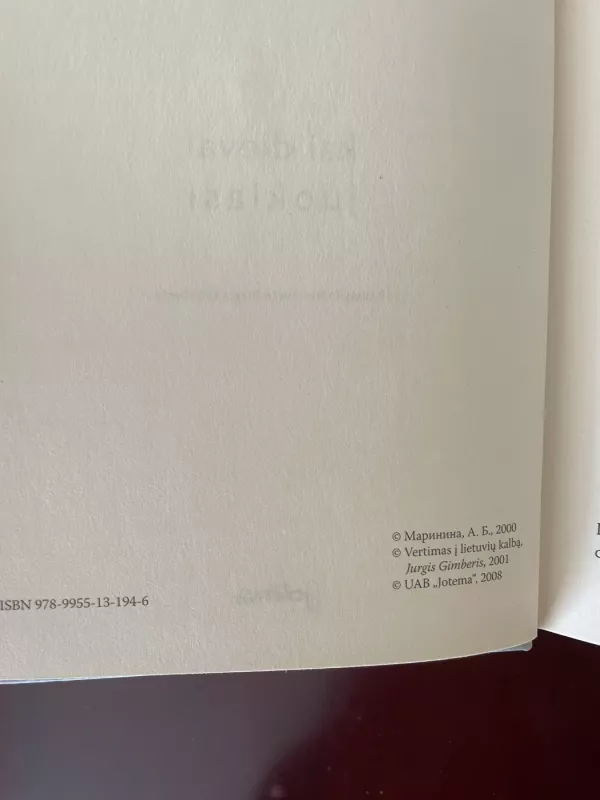 © Маринина, А. Б., 2000
© Vertimas į lietuvių kalbą,
Jurgis Gimberis, 2001
© UAB „Jotema“, 2008
ISBN 978-9955-13-194-6